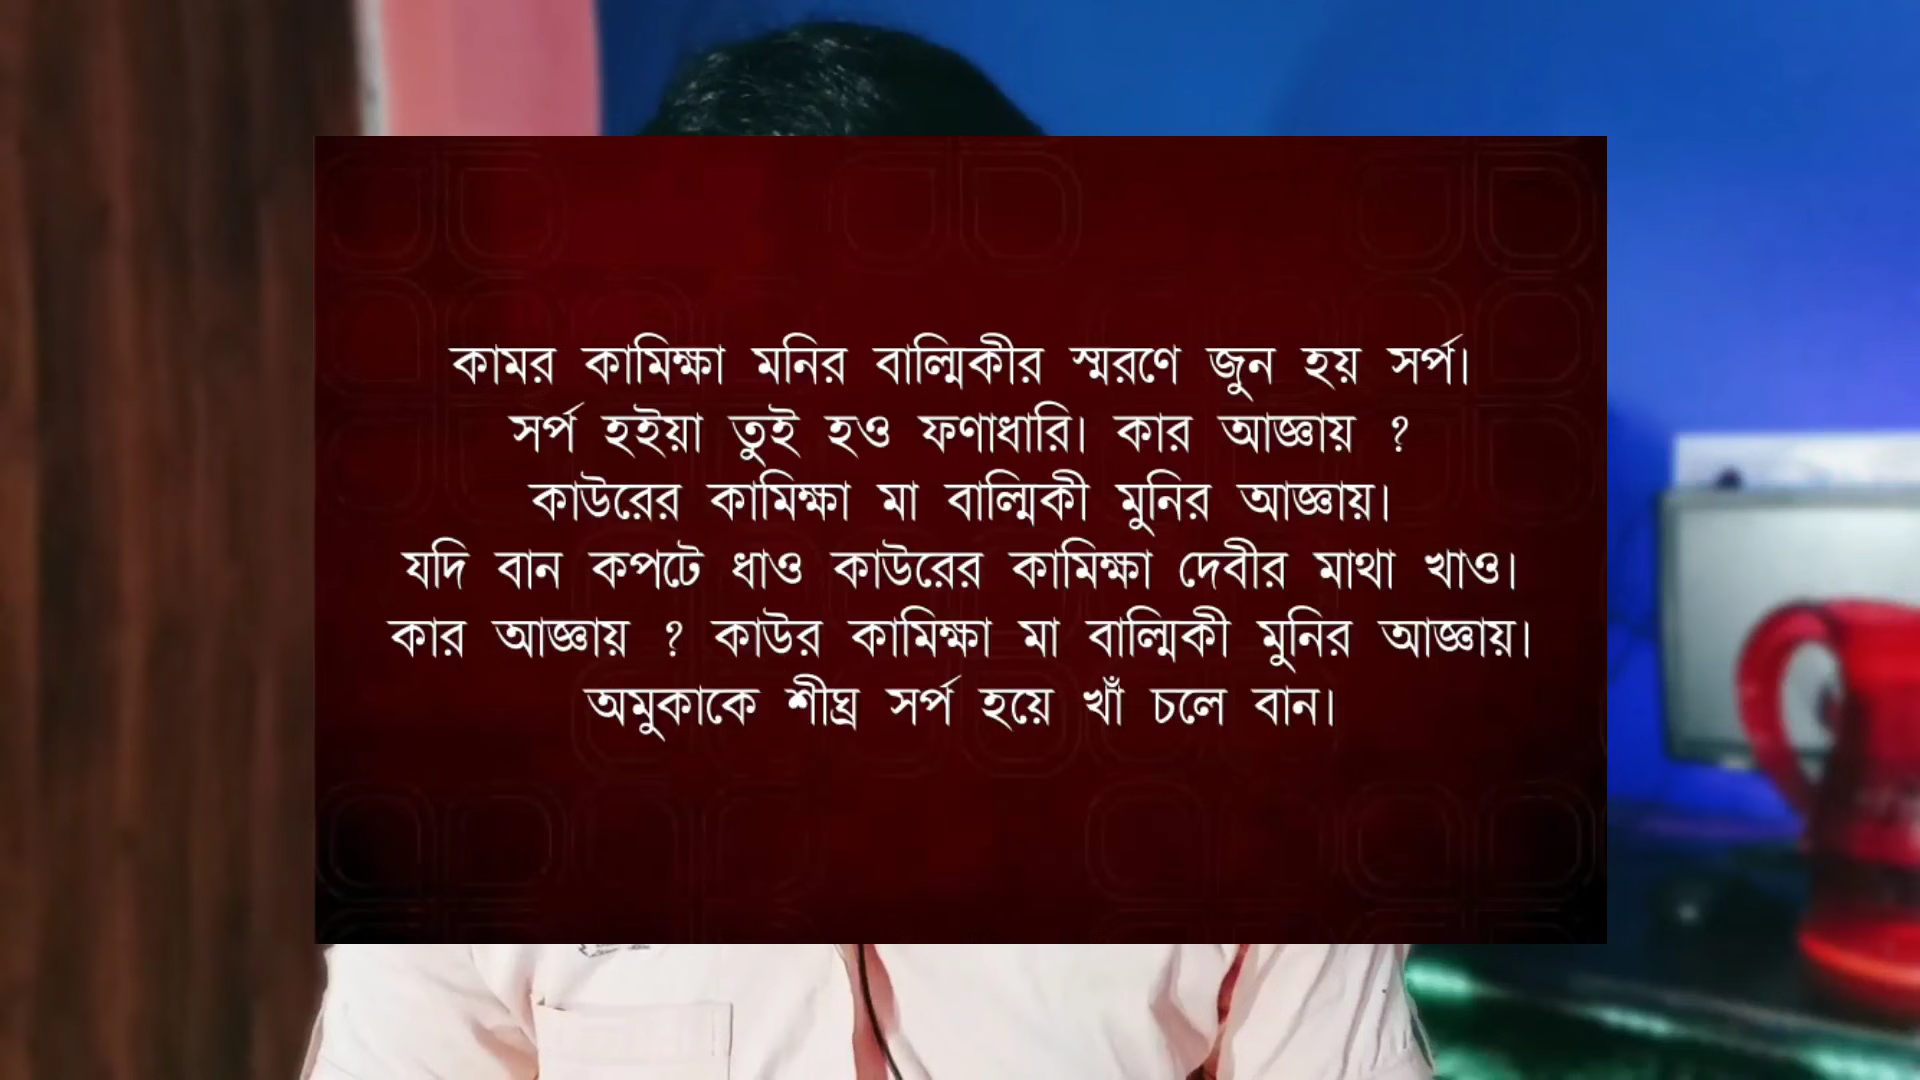 কামর কামিক্ষা মনির বাল্মিকীর স্মরণে জুন হয় সর্প।
সর্প হইয়া তুই হও ফণাধারি। কার আজ্ঞায় ?
কাউরের কামিক্ষা মা বাল্মিকী মুনির আজ্ঞায়।
যদি বান কপটে ধাও কাউরের কামিক্ষা দেবীর মাথা খাও।
কার আজ্ঞায় ? কাউর কামিক্ষা মা বাল্মিকী মুনির আজ্ঞায়।
অমুকাকে শীঘ্র সর্প হয়ে খাঁ চলে বান।